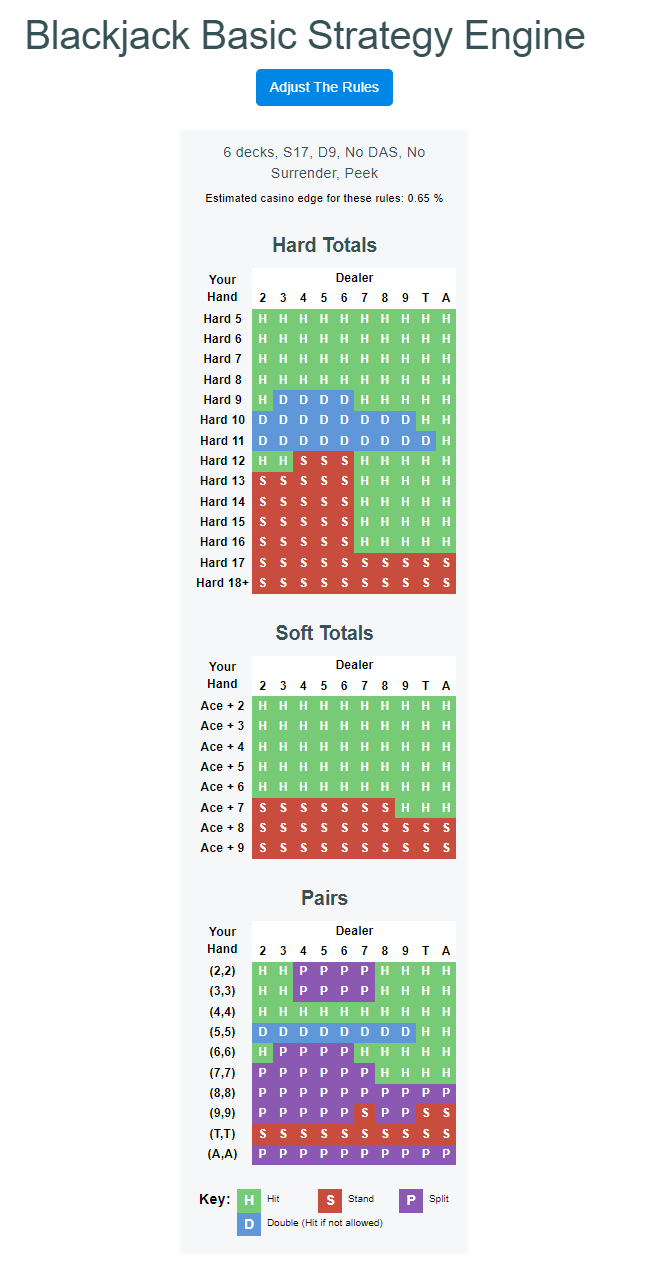 Blackjack Basic Strategy Engine
Adjust The Rules
6 decks, S17, D9, No DAS, No
Surrender, Peek
Estimated casino edge for these rules: 0.65 %
Hard Totals
Your Dealer
Hand 2 3 4 5 6 7 8 9 T A
Hard 5 H H H H H H H H H H
Hard 6 H H H H H H H H H H
Hard 7 H H H H H H H H H H
Hard 8 H H H H H H H H H H
Hard 9 H D D D D H H H H H
Hard 10 D D D D D D D D H H
Hard 11 D D D D D D D D D H
Hard 12 H H S S S H H H H H
Hard 13 S S S S S H H H H H
Hard 14 S S S S S H H H H H
Hard 15 S S S S S H H H H H
Hard 16 S S S S S H H H H H
Hard 17 S S S S S S S S S S
Hard 18+ S S S S S S S S S S
Soft Totals
Your Dealer
Hand 2 3 4 5 6 7 8 9 T A
Ace + 2 H H H H H H H H H H
Ace + 3 H H H H H H H H H H
Ace + 4 H H H H H H H H H H
Ace + 5 H H H H H H H H H H
Ace + 6 H H H H H H H H H H
Ace + 7 S S S S S S S H H H
Ace + 8 S S S S S S S S S S
Ace + 9 S S S S S S S S S S
Pairs
Your Dealer
Hand 2 3 4 5 6 7 8 9 T A
(2,2) H H P P P P H H H H
(3,3) H H P P P P H H H H
(4,4) H H H H H H H H H H
(5,5) D D D D D D D D H H
(6,6) H P P P P H H H H H
(7,7) P P P P P P H H H H
(8,8) P P P P P P P P P P
(9,9) P P P P P S P P S S
(T,T) S S S S S S S S S S
(A,A) P P P P P P P P P P
Key: H Hit S Stand P Split
D Double (Hit if not allowed)